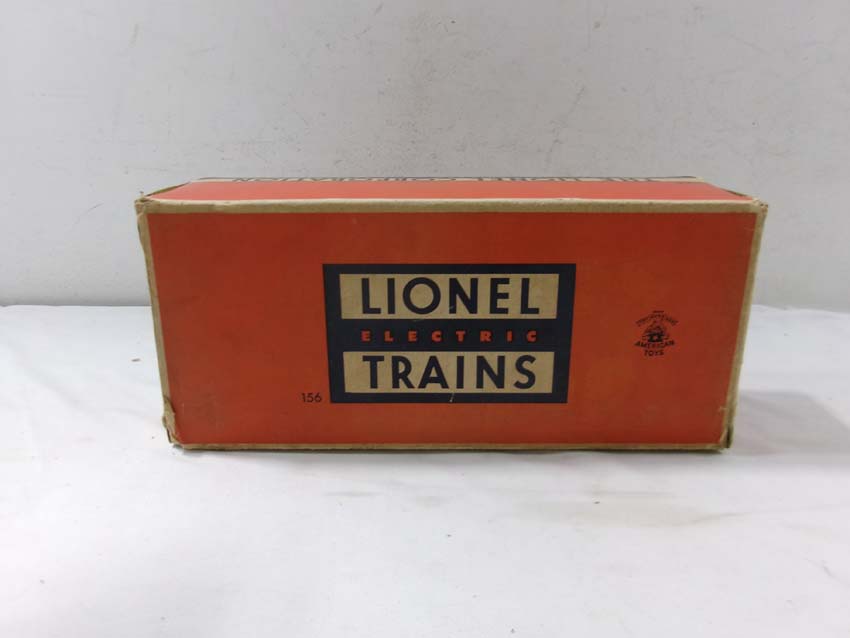 LIONEL
ELECTRIC
TRAINS
156
AMERICAN
TOYS